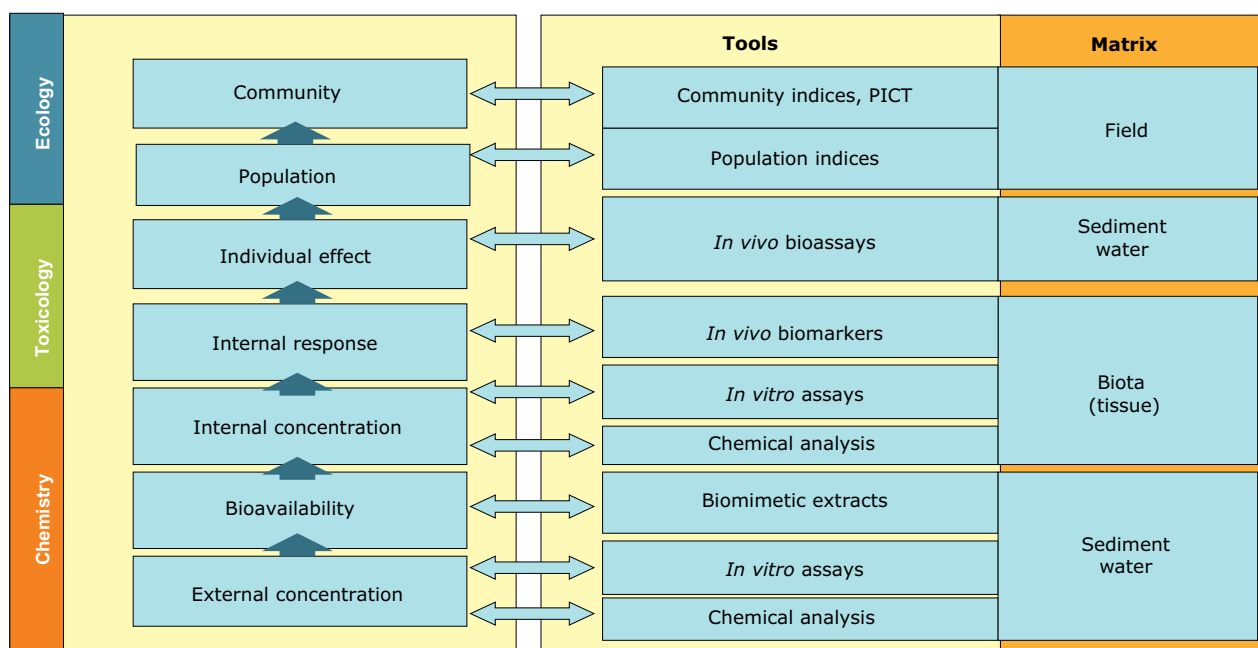 Tools
Matrix
Ecology
Toxicology
Chemistry
Community
Population
Individual effect
Internal response
Internal concentration
Bioavailability
External concentration
Community indices, PICT
Population indices
In vivo bioassays
In vivo biomarkers
In vitro assays
Chemical analysis
Biomimetic extracts
In vitro assays
Chemical analysis
Field
Sediment
water
Biota
(tissue)
Sediment
water